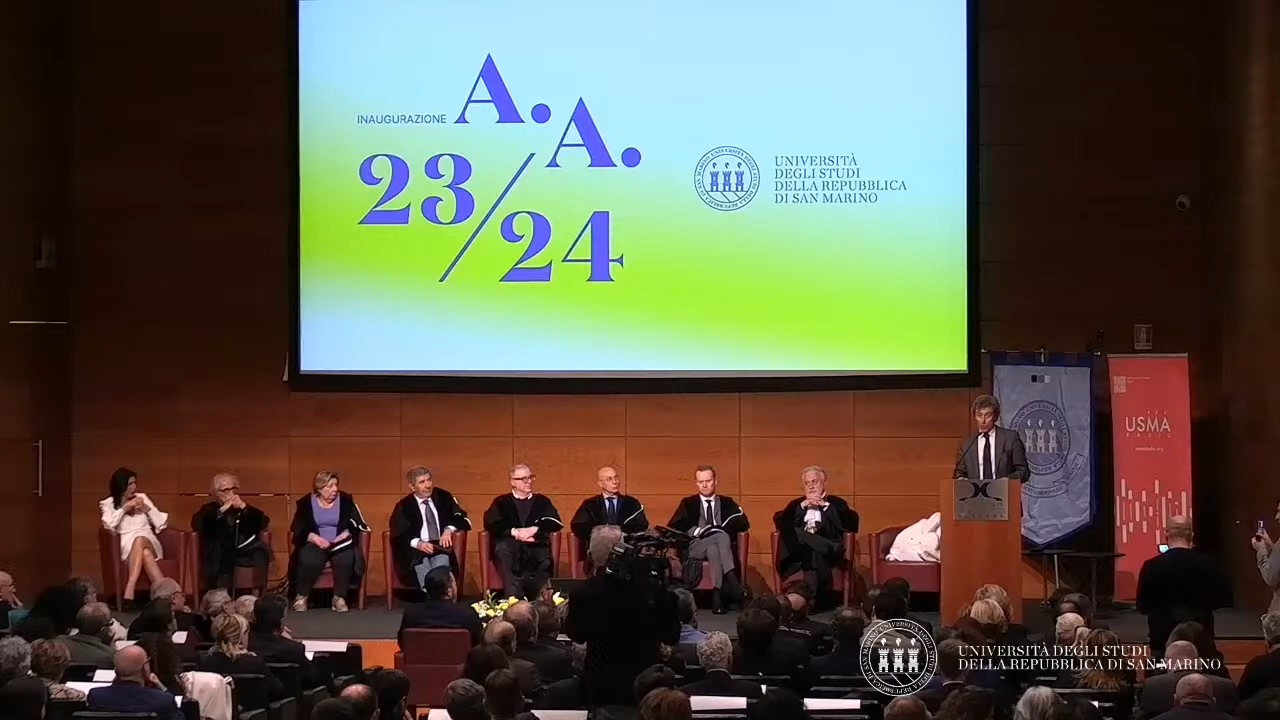 INAUGURAZIONE A.A.
23/24
UNIVERSITÀ
DEGLI STUDI
DELLA REPUBBLICA
DI SAN MARINO
USMA
RADIO
UNIVERSITÀ DEGLI STUDI
DELLA REPUBBLICA DI SAN MARINO